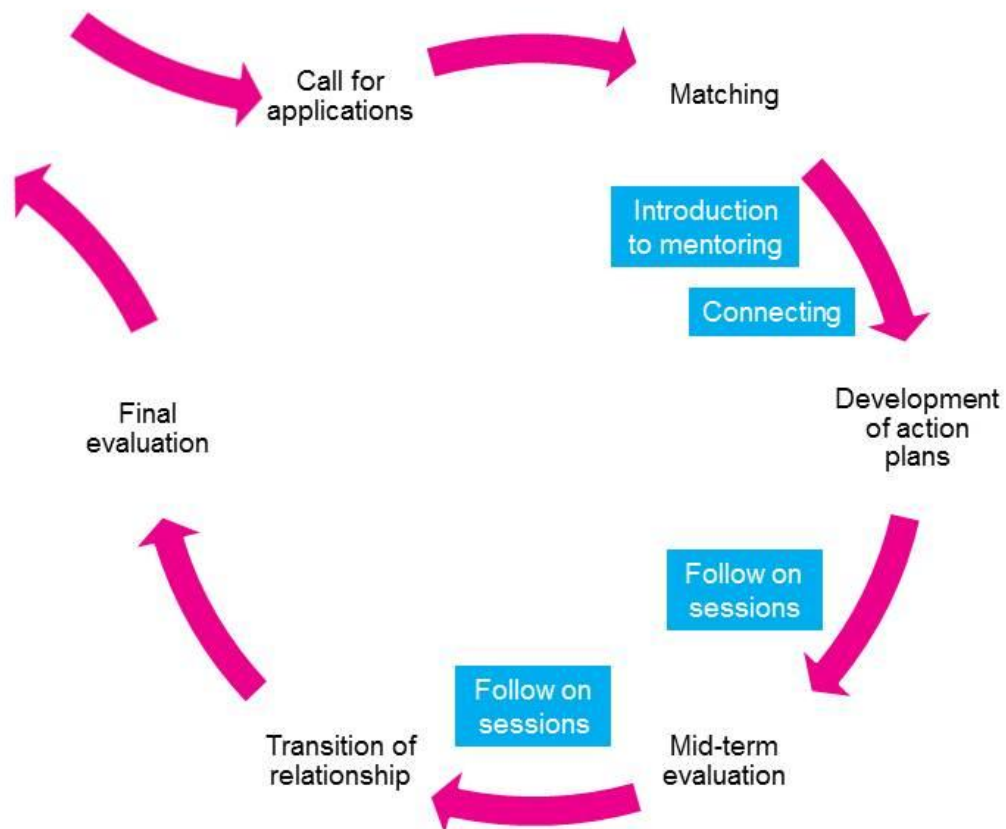 Call for
applications
Matching
Introduction
to mentoring
Connecting
Development
of action
plans
Follow on
sessions
Mid-term
evaluation
Follow on
sessions
Transition of
relationship
Final
evaluation